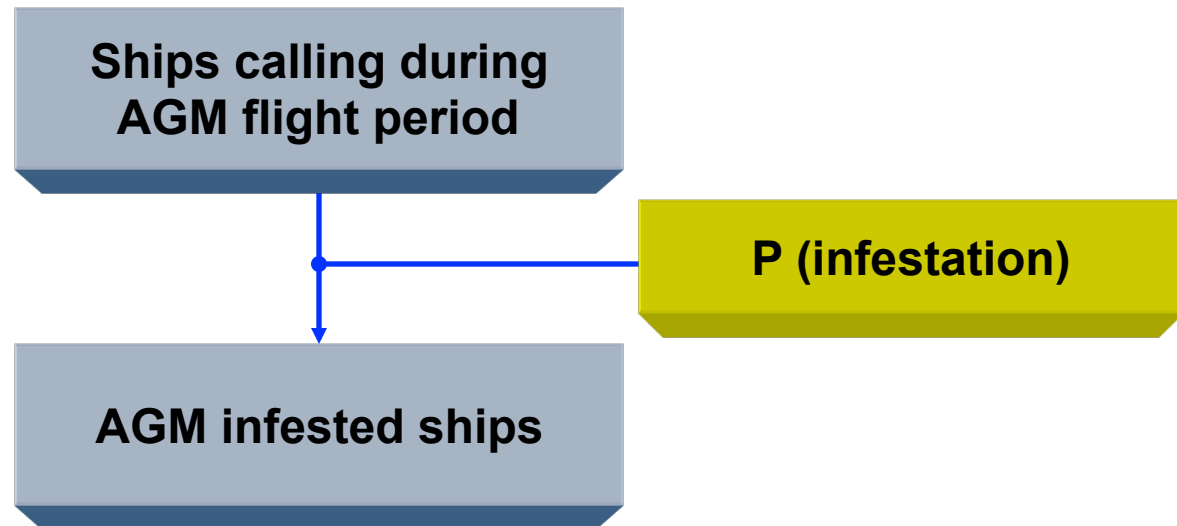 Ships calling during
AGM flight period
P (infestation)
AGM infested ships